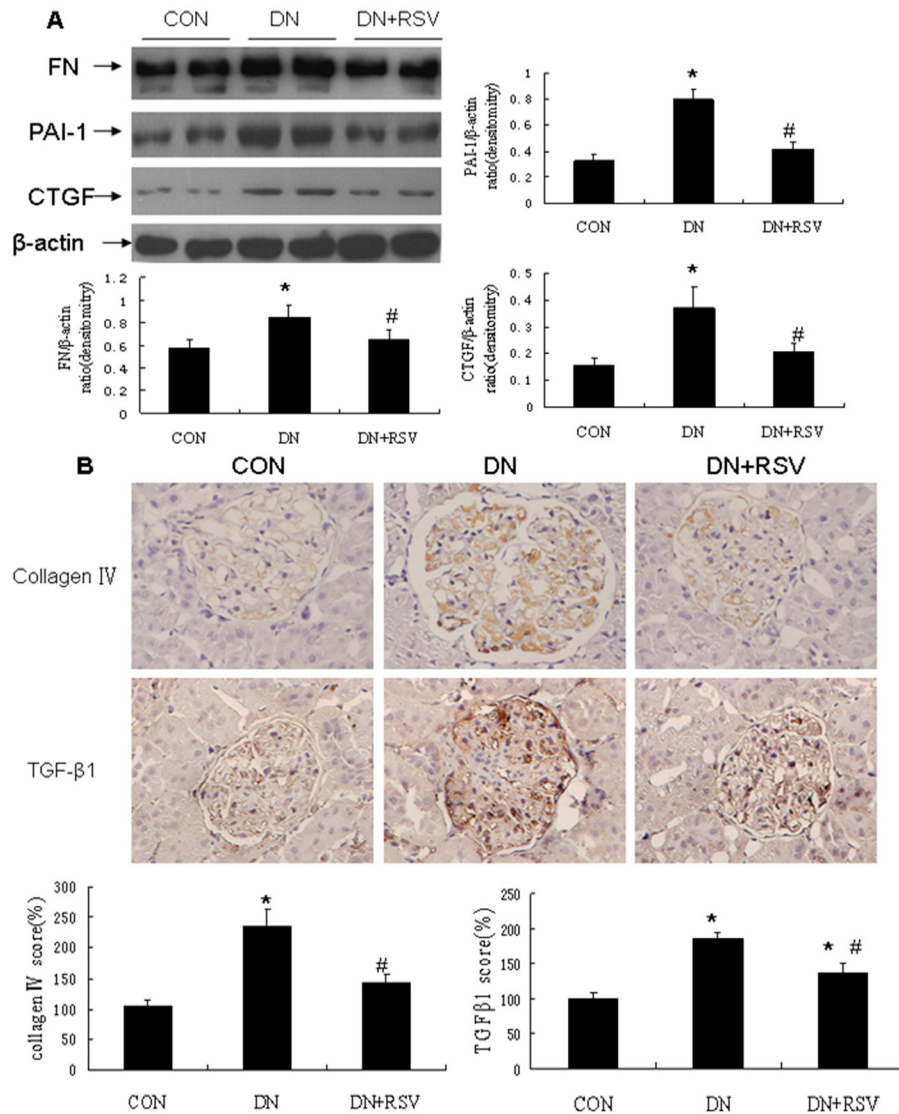 A
CON DN DN+RSV
FN
PAI-1
CTGF
β-actin
PAI-1/β-actin
ratio(densitomitry)
1
0.8
0.6
0.4
0.2
0
*
#
CON DN DN+RSV
FN/β-actin
ratio(densitomitry)
1.2
1
0.8
0.6
0.4
0.2
0
*
#
CON DN DN+RSV
CTGF/β-actin
ratio(densitomitry)
0.5
0.4
0.3
0.2
0.1
0
*
#
CON DN DN+RSV
B
CON DN DN+RSV
Collagen Ⅳ
TGF-β1
collagen Ⅳ score(%)
300
250
200
150
100
50
0
*
#
CON DN DN+RSV
TGFβ1 score(%)
250
200
150
100
50
0
*
* #
CON DN DN+RSV